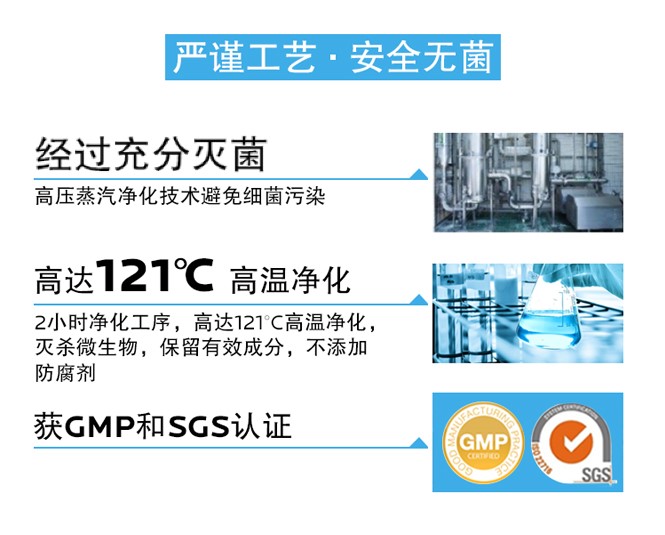 严谨工艺·安全无菌
经过充分灭菌
高压蒸汽净化技术避免细菌污染
高达121℃ 高温净化
2小时净化工序，高达121℃高温净化，
灭杀微生物，保留有效成分，不添加
防腐剂
获GMP和SGS认证
GOOD MANUFACTURING PRACTICE
GMP
CERTIFIED
SYSTEM CERTIFICATION
ISO 22716
SGS